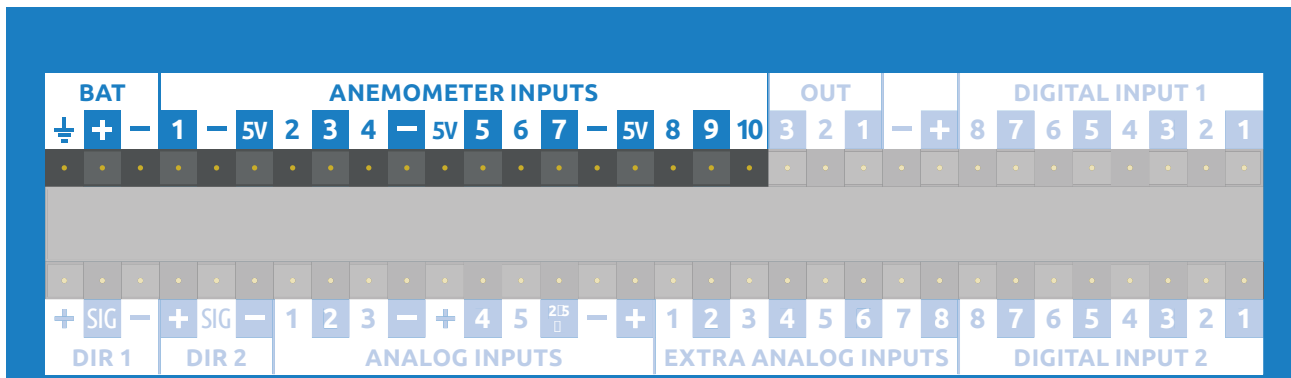 BAT ANEMOMETER INPUTS OUT DIGITAL INPUT 1
⏚ + − 1 − 5V 2 3 4 − 5V 5 6 7 − 5V 8 9 10 3 2 1 − + 8 7 6 5 4 3 2 1
+ SIG − + SIG − 1 2 3 − + 4 5 − + 1 2 3 4 5 6 7 8 8 7 6 5 4 3 2 1
DIR 1 DIR 2 ANALOG INPUTS EXTRA ANALOG INPUTS DIGITAL INPUT 2